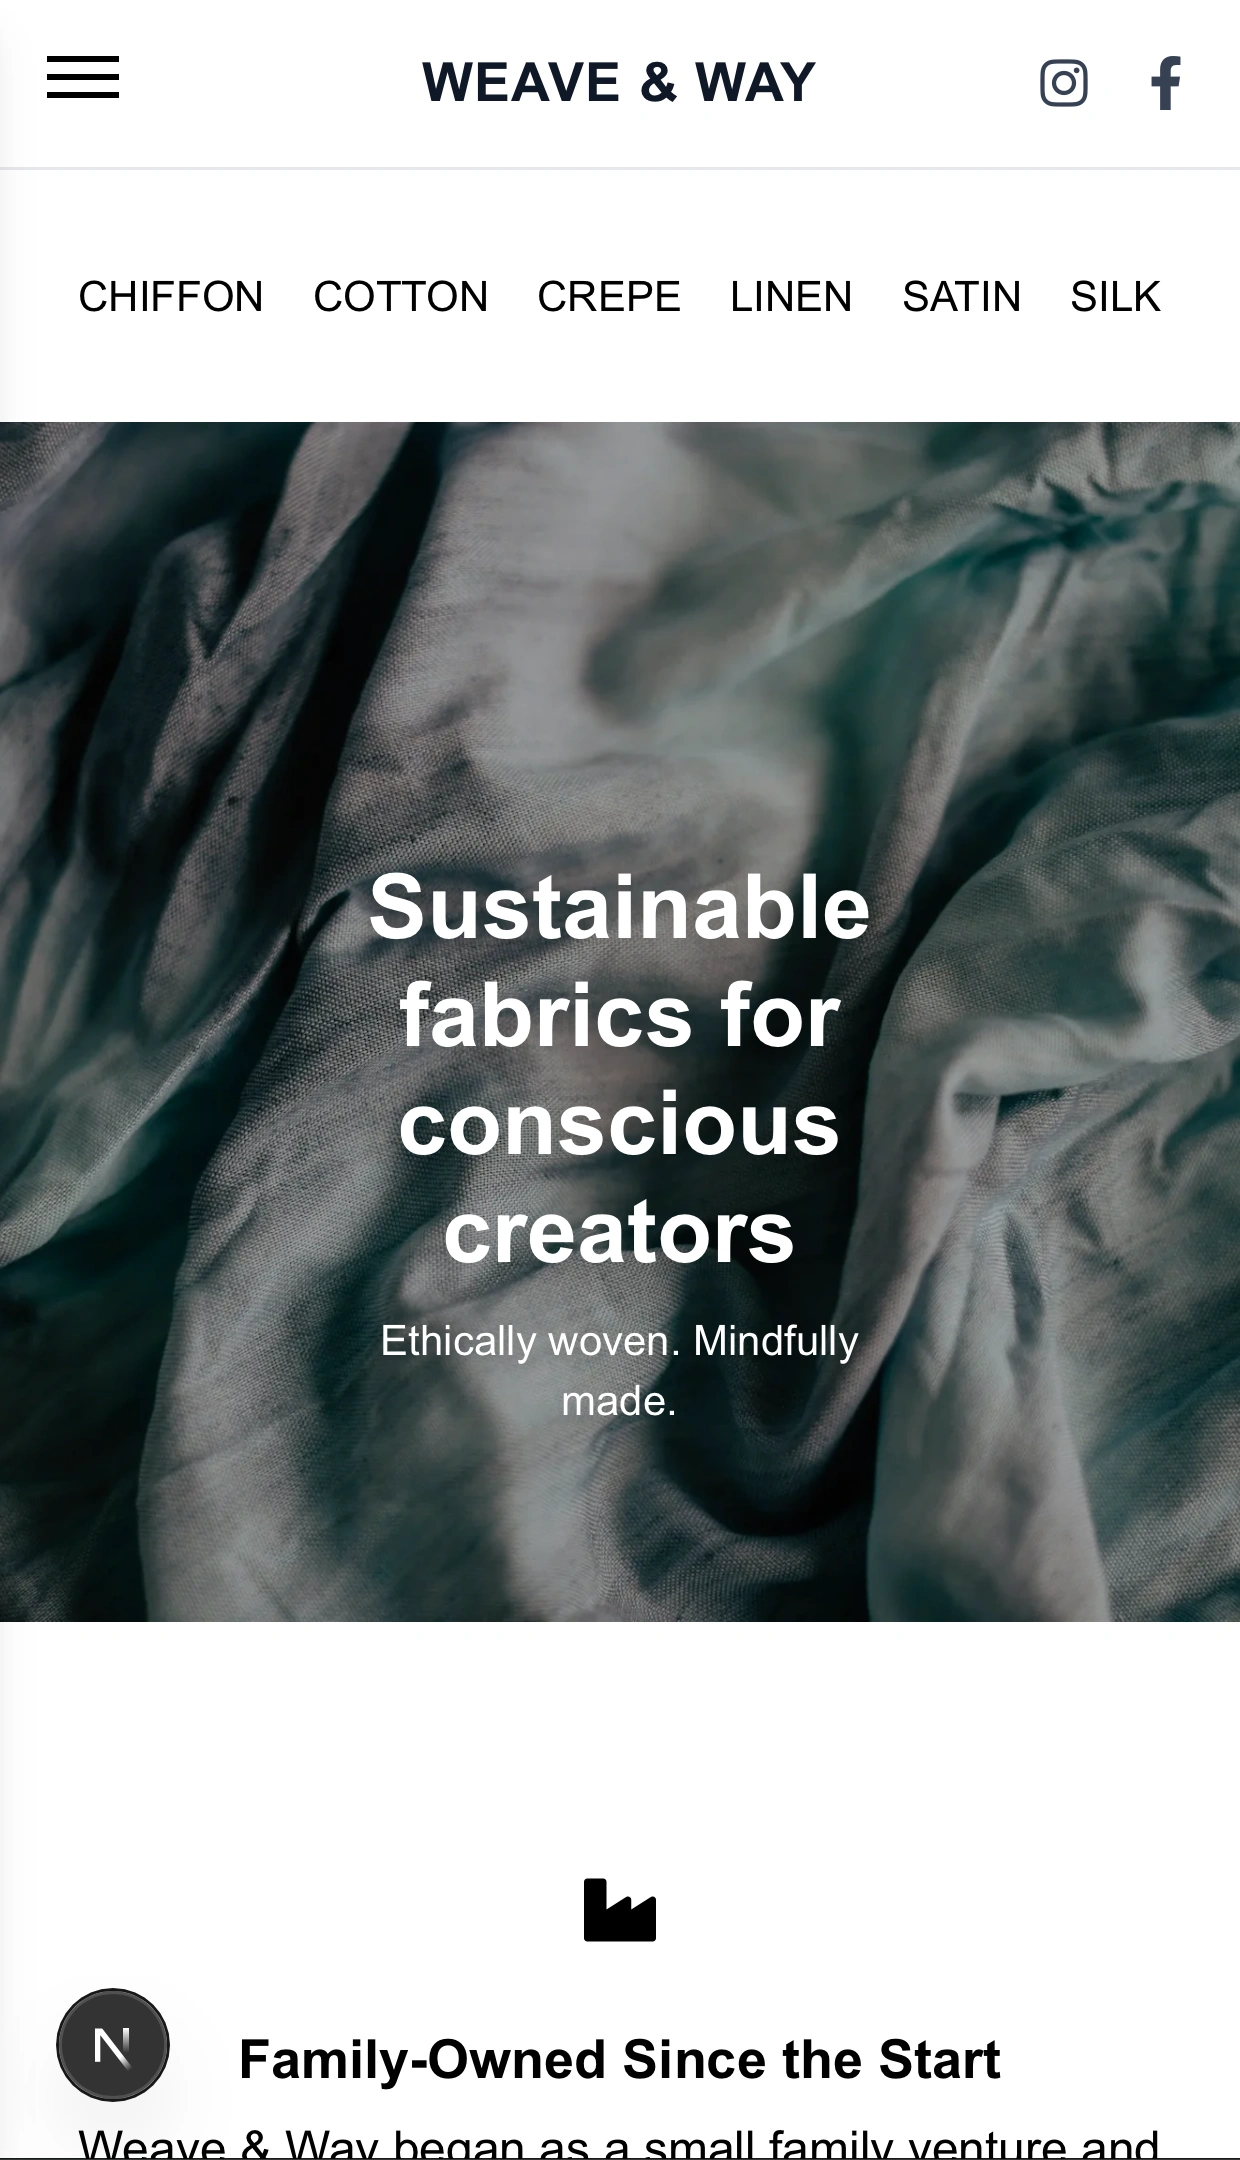 WEAVE & WAY
CHIFFON COTTON CREPE LINEN SATIN SILK
Sustainable
fabrics for
conscious
creators
Ethically woven. Mindfully
made.
N
Family-Owned Since the Start
Weave & Way began as a small family venture and